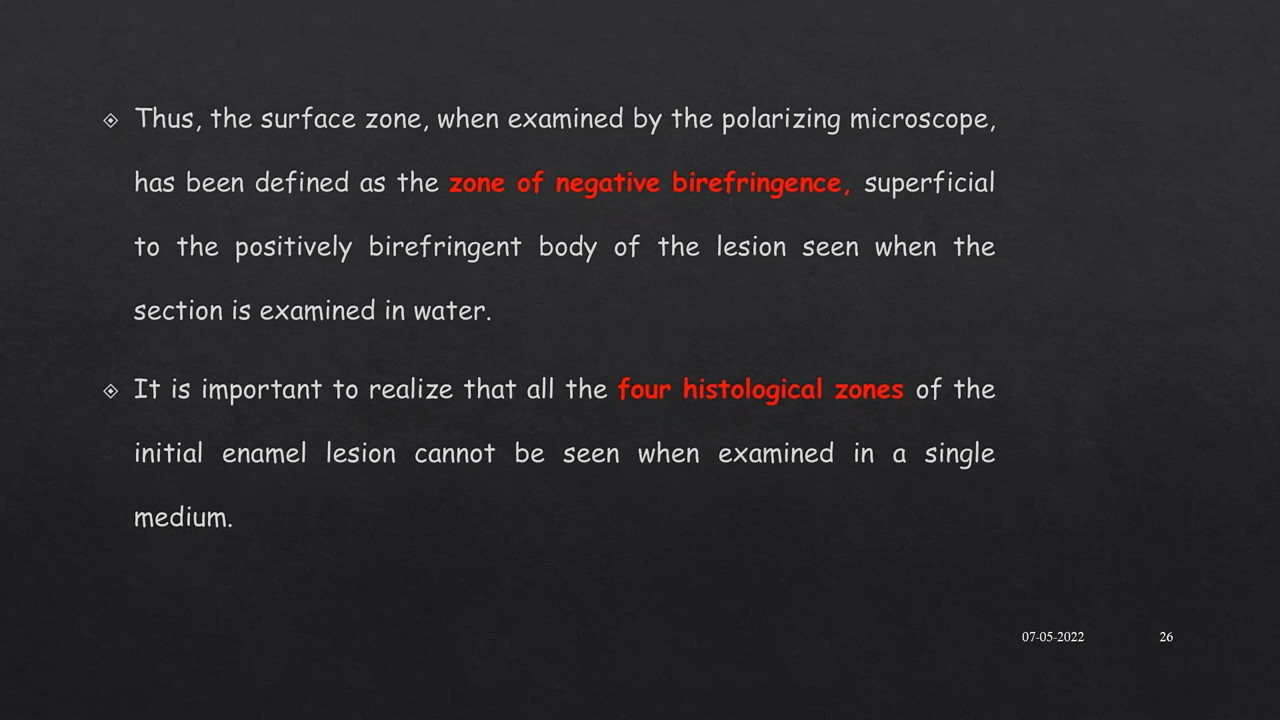 Thus, the surface zone, when examined by the polarizing microscope,
has been defined as the zone of negative birefringence, superficial
to the positively birefringent body of the lesion seen when the
section is examined in water.
It is important to realize that all the four histological zones of the
initial enamel lesion cannot be seen when examined in a single
medium.
07-05-2022 26